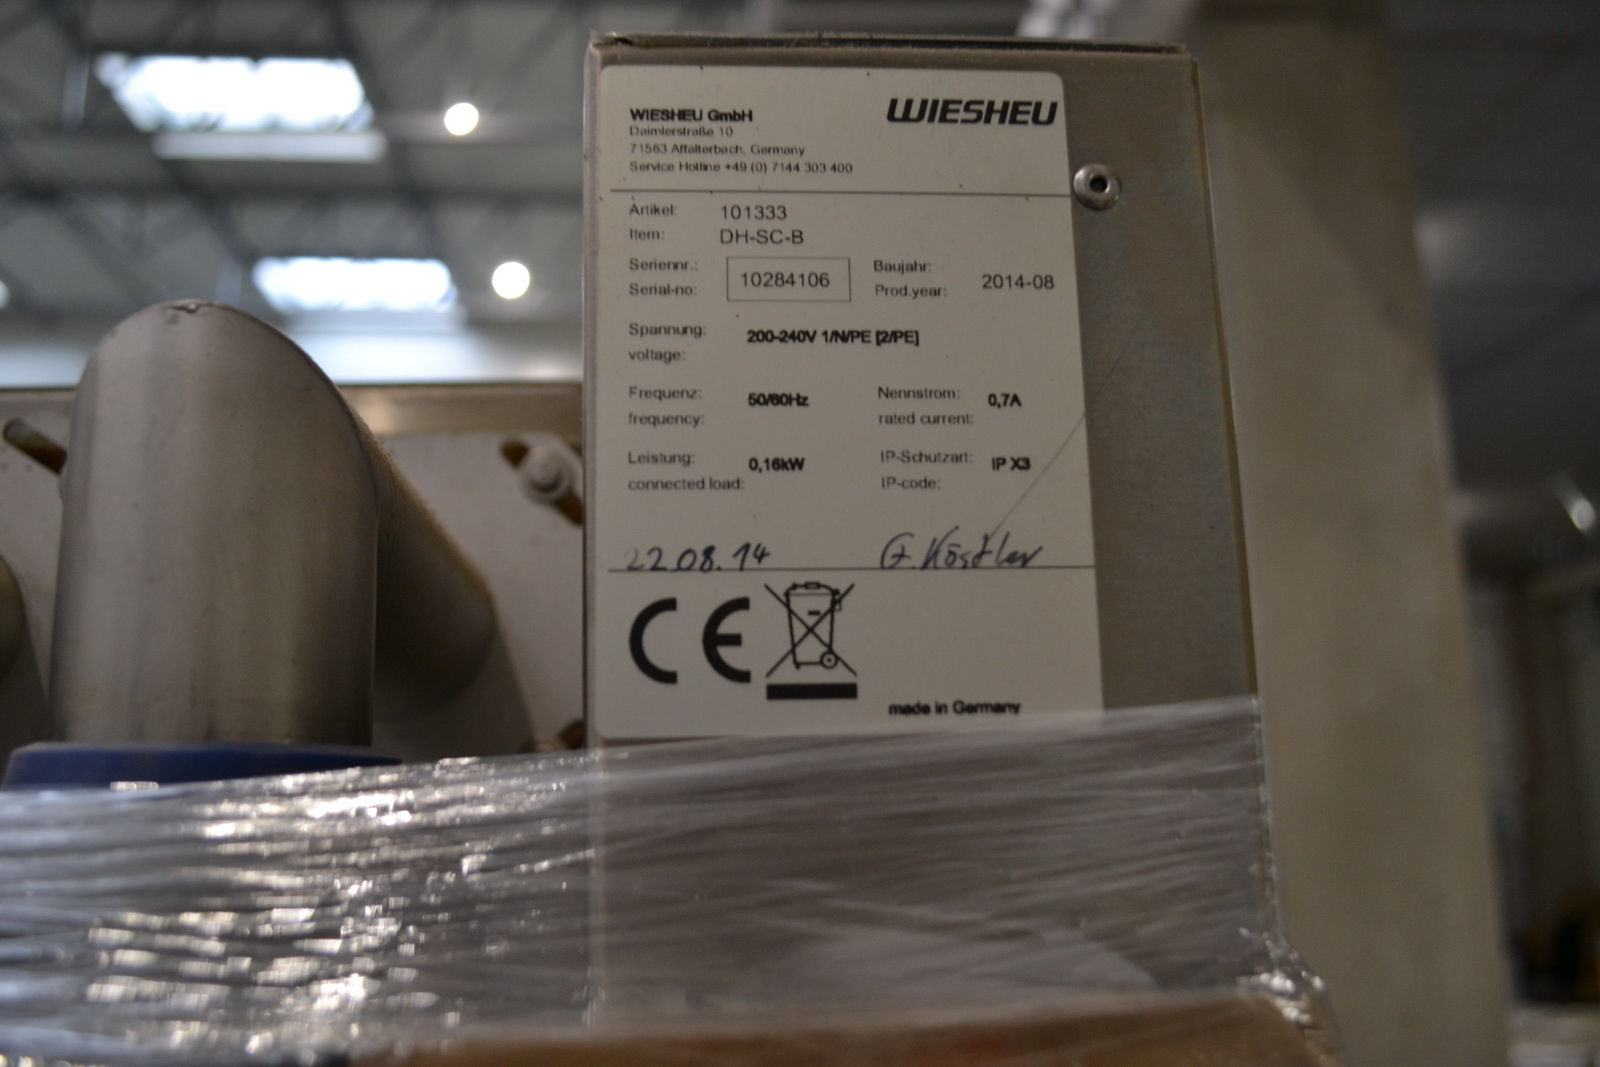 WIESHEU GmbH
WIESHEU
Daimlerstraße 10
71563 Affalterbach, Germany
Service Hotline +49 (0) 7144 303 400
Artikel: 101333
Item: DH-SC-B
Seriennr.: Baujahr:
10284106 2014-08
Serial-no: Prod.year:
Spannung: 200-240V 1/N/PE [2/PE]
voltage:
Frequenz: 50/60Hz Nennstrom: 0,7A
frequency: rated current:
Leistung: 0,16kW IP-Schutzart: IP X3
connected load: IP-code:
22.08.14 G. Köstler
CE
made in Germany